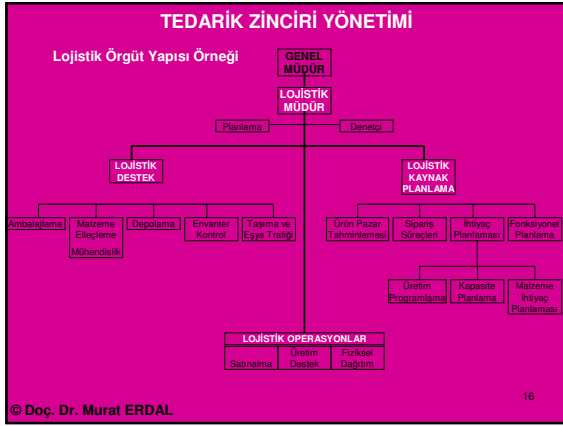 TEDARİK ZİNCİRİ YÖNETİMİ
Lojistik Örgüt Yapısı Örneği
GENEL
MÜDÜR
LOJİSTİK
MÜDÜR
Planlama
Denetçi
LOJİSTİK
DESTEK
LOJİSTİK
KAYNAK
PLANLAMA
Ambalajlama
Malzeme
Elleçleme
Mühendislik
Depolama
Envanter
Kontrol
Taşıma ve
Eşya Trafiği
Ürün Pazar
Tahminlemesi
Sipariş
Süreçleri
İhtiyaç
Planlaması
Fonksiyonel
Planlama
Üretim
Programlama
Kapasite
Planlama
Malzeme
İhtiyaç
Planlaması
LOJİSTİK OPERASYONLAR
Satınalma
Üretim
Destek
Fiziksel
Dağıtım
16
© Doç. Dr. Murat ERDAL